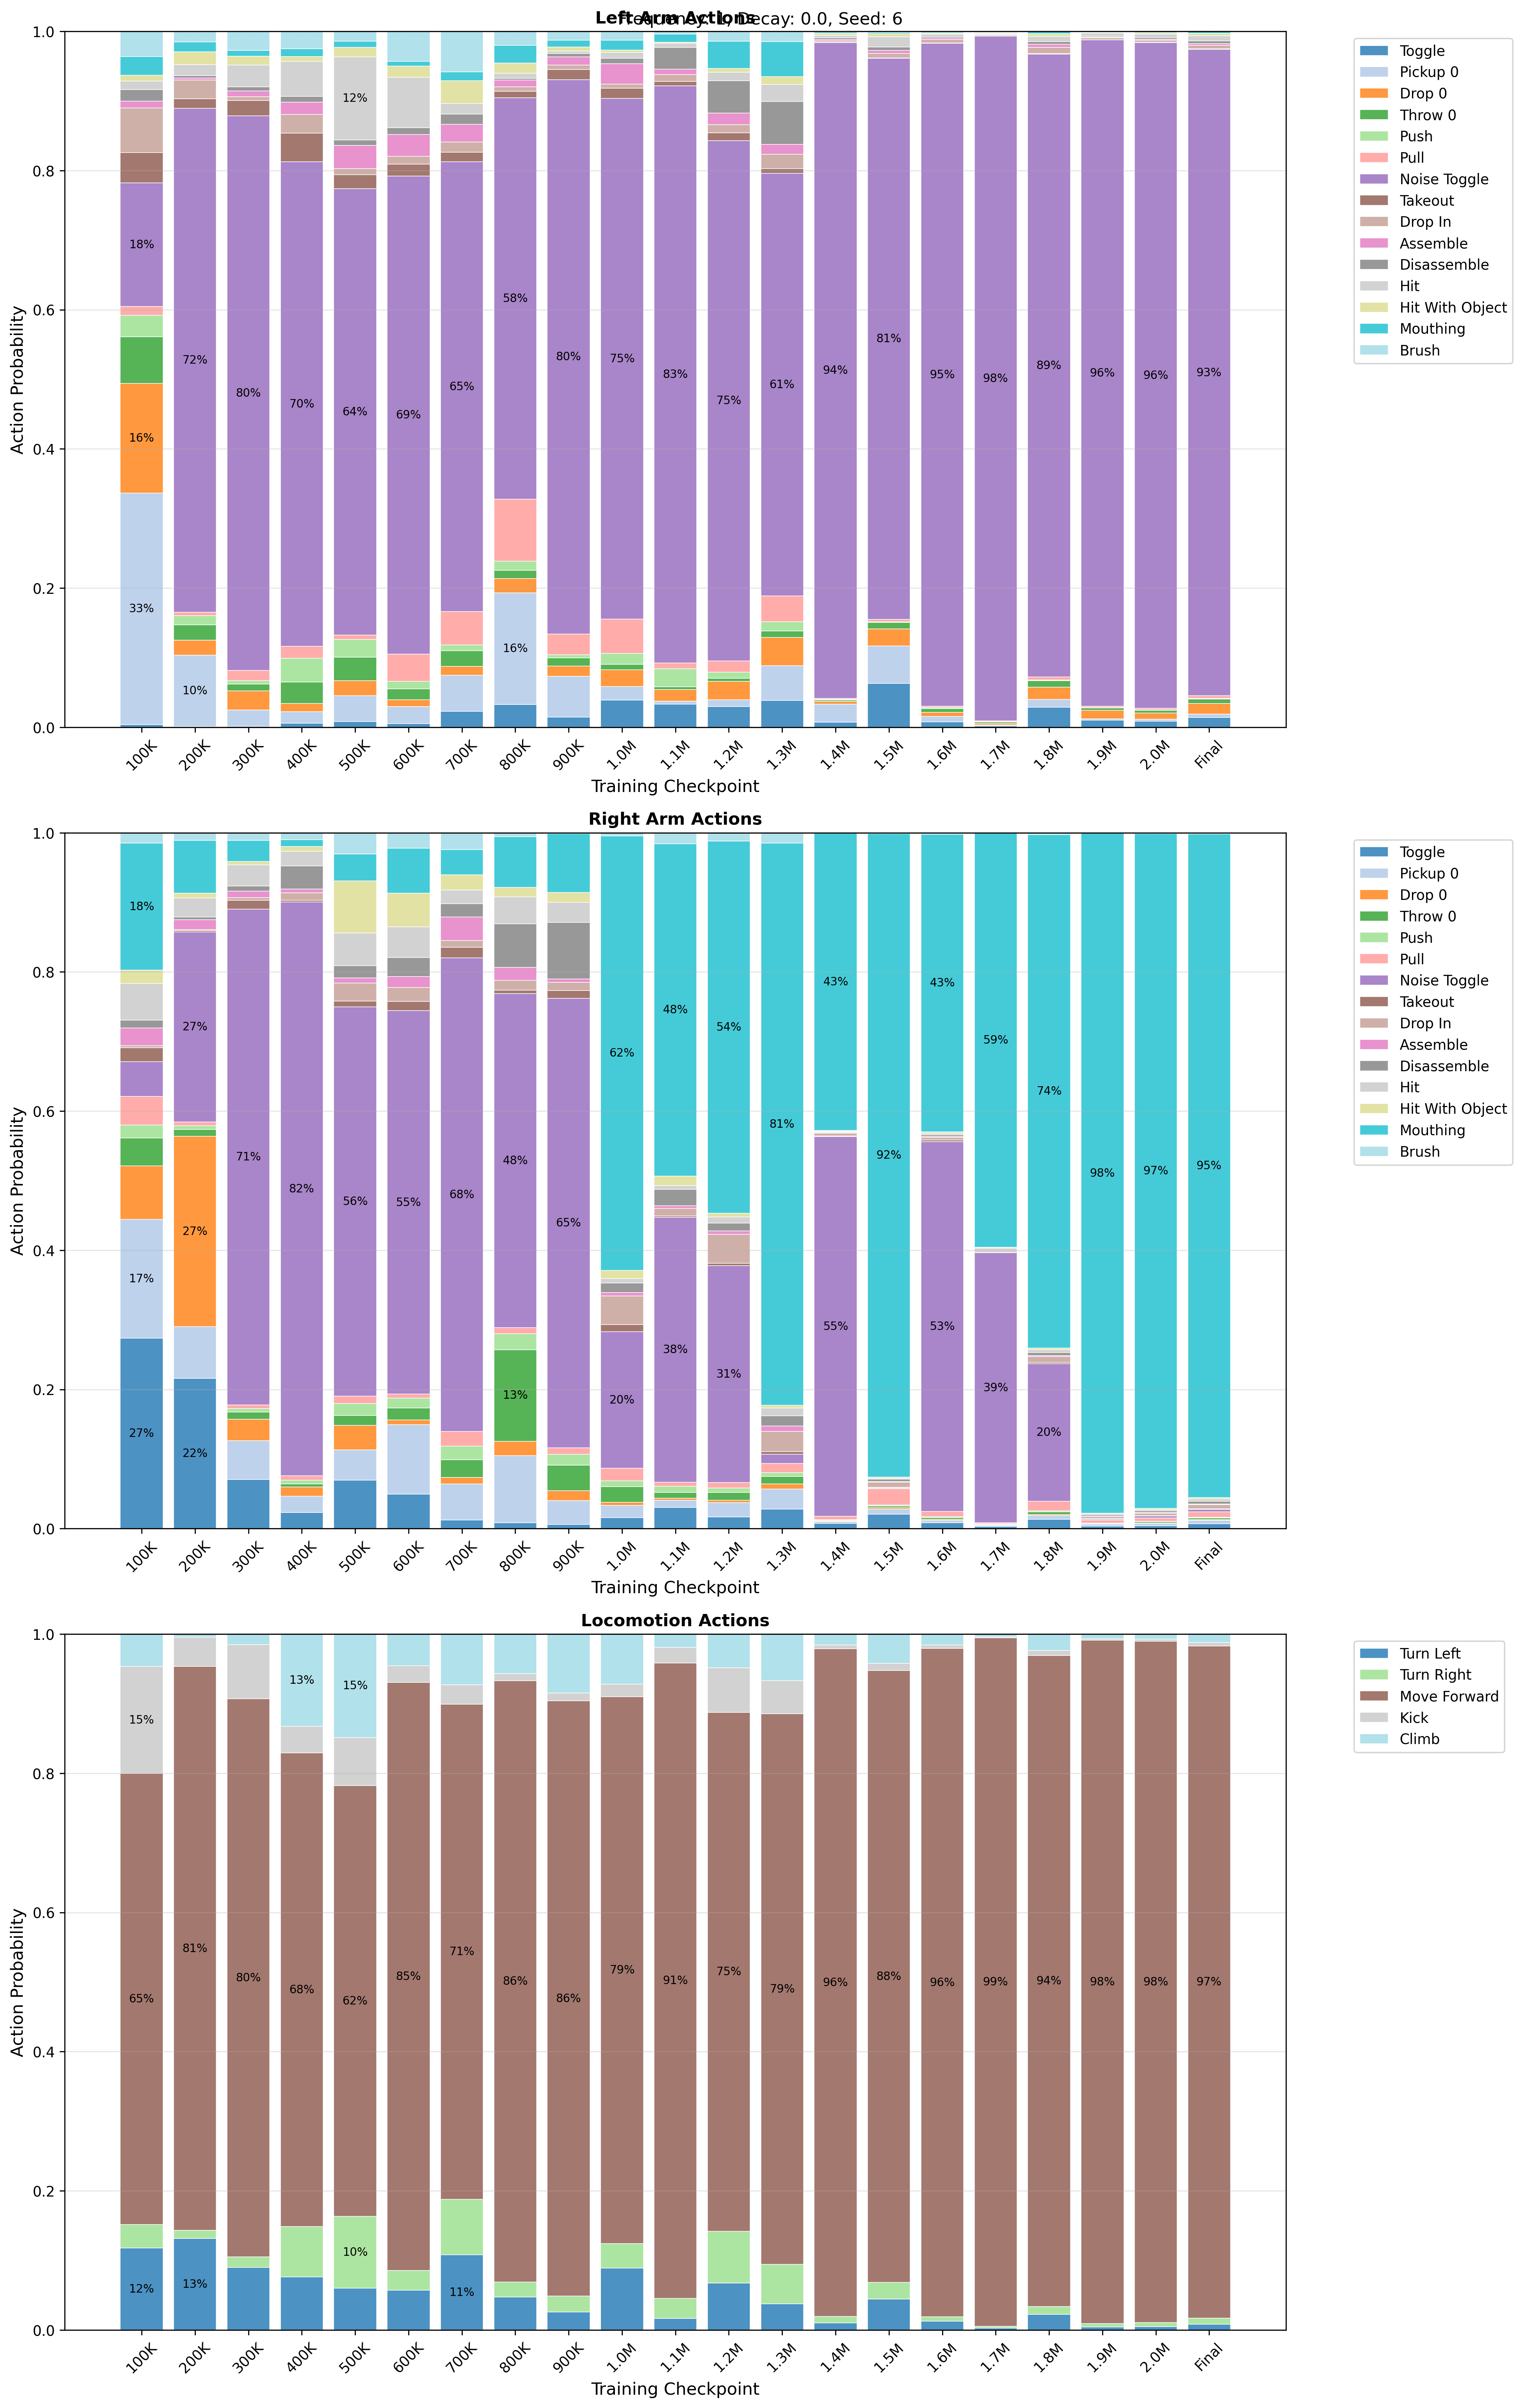 Left Arm Actions
Frequency: 1, Decay: 0.0, Seed: 6
Action Probability
1.0
0.8
0.6
0.4
0.2
0.0
33%
16%
18%
10%
72%
80%
70%
64%
12%
69%
65%
16%
58%
80%
75%
83%
75%
61%
94%
81%
95%
98%
89%
96%
96%
93%
100K
200K
300K
400K
500K
600K
700K
800K
900K
1.0M
1.1M
1.2M
1.3M
1.4M
1.5M
1.6M
1.7M
1.8M
1.9M
2.0M
Final
Training Checkpoint
Toggle
Pickup 0
Drop 0
Throw 0
Push
Pull
Noise Toggle
Takeout
Drop In
Assemble
Disassemble
Hit
Hit With Object
Mouthing
Brush
Right Arm Actions
Action Probability
1.0
0.8
0.6
0.4
0.2
0.0
27%
17%
18%
22%
27%
27%
71%
82%
56%
55%
68%
13%
48%
65%
20%
62%
38%
48%
31%
54%
81%
55%
43%
92%
53%
43%
39%
59%
20%
74%
98%
97%
95%
100K
200K
300K
400K
500K
600K
700K
800K
900K
1.0M
1.1M
1.2M
1.3M
1.4M
1.5M
1.6M
1.7M
1.8M
1.9M
2.0M
Final
Training Checkpoint
Toggle
Pickup 0
Drop 0
Throw 0
Push
Pull
Noise Toggle
Takeout
Drop In
Assemble
Disassemble
Hit
Hit With Object
Mouthing
Brush
Locomotion Actions
Action Probability
1.0
0.8
0.6
0.4
0.2
0.0
12%
65%
15%
13%
81%
80%
68%
13%
10%
62%
15%
85%
11%
71%
86%
86%
79%
91%
75%
79%
96%
88%
96%
99%
94%
98%
98%
97%
100K
200K
300K
400K
500K
600K
700K
800K
900K
1.0M
1.1M
1.2M
1.3M
1.4M
1.5M
1.6M
1.7M
1.8M
1.9M
2.0M
Final
Training Checkpoint
Turn Left
Turn Right
Move Forward
Kick
Climb